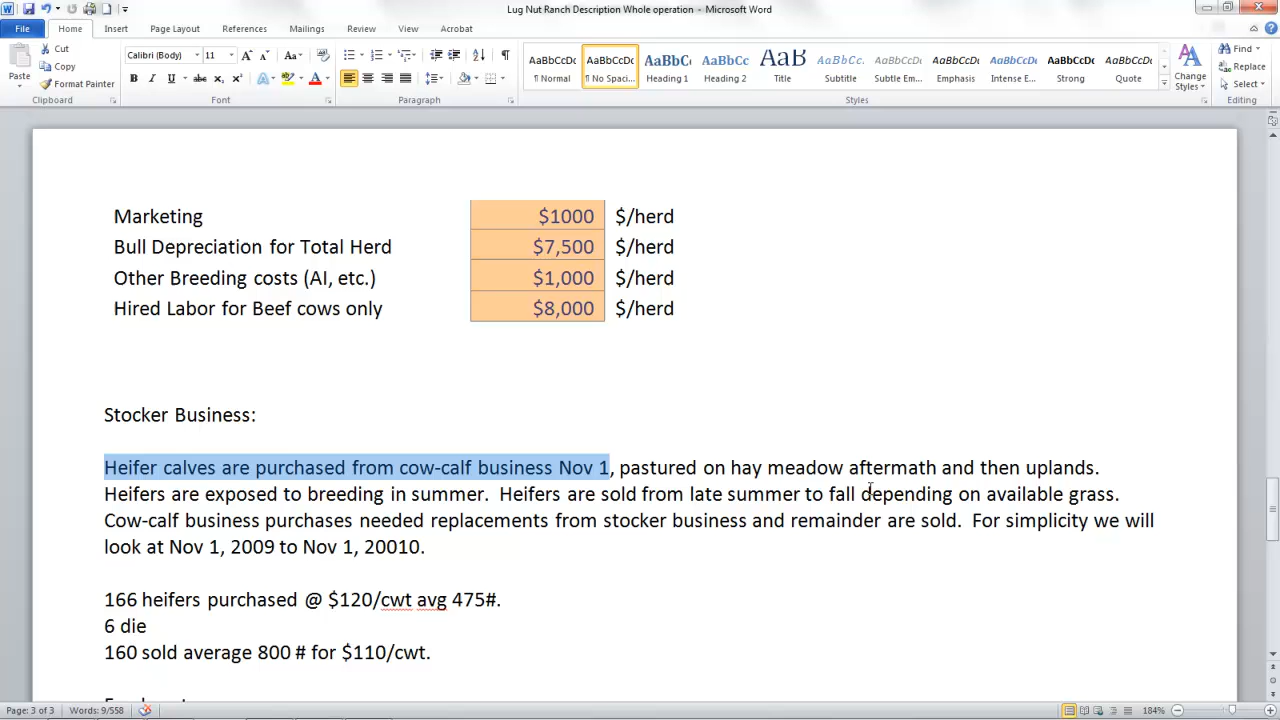 Lug Nut Ranch Description Whole operation - Microsoft Word
File Home Insert Page Layout References Mailings Review View Acrobat
Paste
Cut
Copy
Format Painter
Clipboard
Calibri (Body) 11
Font
Paragraph
AaBbCcDc AaBbCcDc AaBbC AaBbCc AaB AaBbCc. AaBbCcDc AaBbCcDc AaBbCcDc AaBbCcDc AaBbCcDc
¶ Normal ¶ No Spaci... Heading 1 Heading 2 Title Subtitle Subtle Em... Emphasis Intense E... Strong Quote
Change Styles
Styles
Find
Replace
Select
Editing
Marketing $1000 $/herd
Bull Depreciation for Total Herd $7,500 $/herd
Other Breeding costs (AI, etc.) $1,000 $/herd
Hired Labor for Beef cows only $8,000 $/herd
Stocker Business:
Heifer calves are purchased from cow-calf business Nov 1, pastured on hay meadow aftermath and then uplands.
Heifers are exposed to breeding in summer.  Heifers are sold from late summer to fall depending on available grass.
Cow-calf business purchases needed replacements from stocker business and remainder are sold.  For simplicity we will
look at Nov 1, 2009 to Nov 1, 20010.
166 heifers purchased @ $120/cwt avg 475#.
6 die
160 sold average 800 # for $110/cwt.
Page: 3 of 3 Words: 9/558 184%